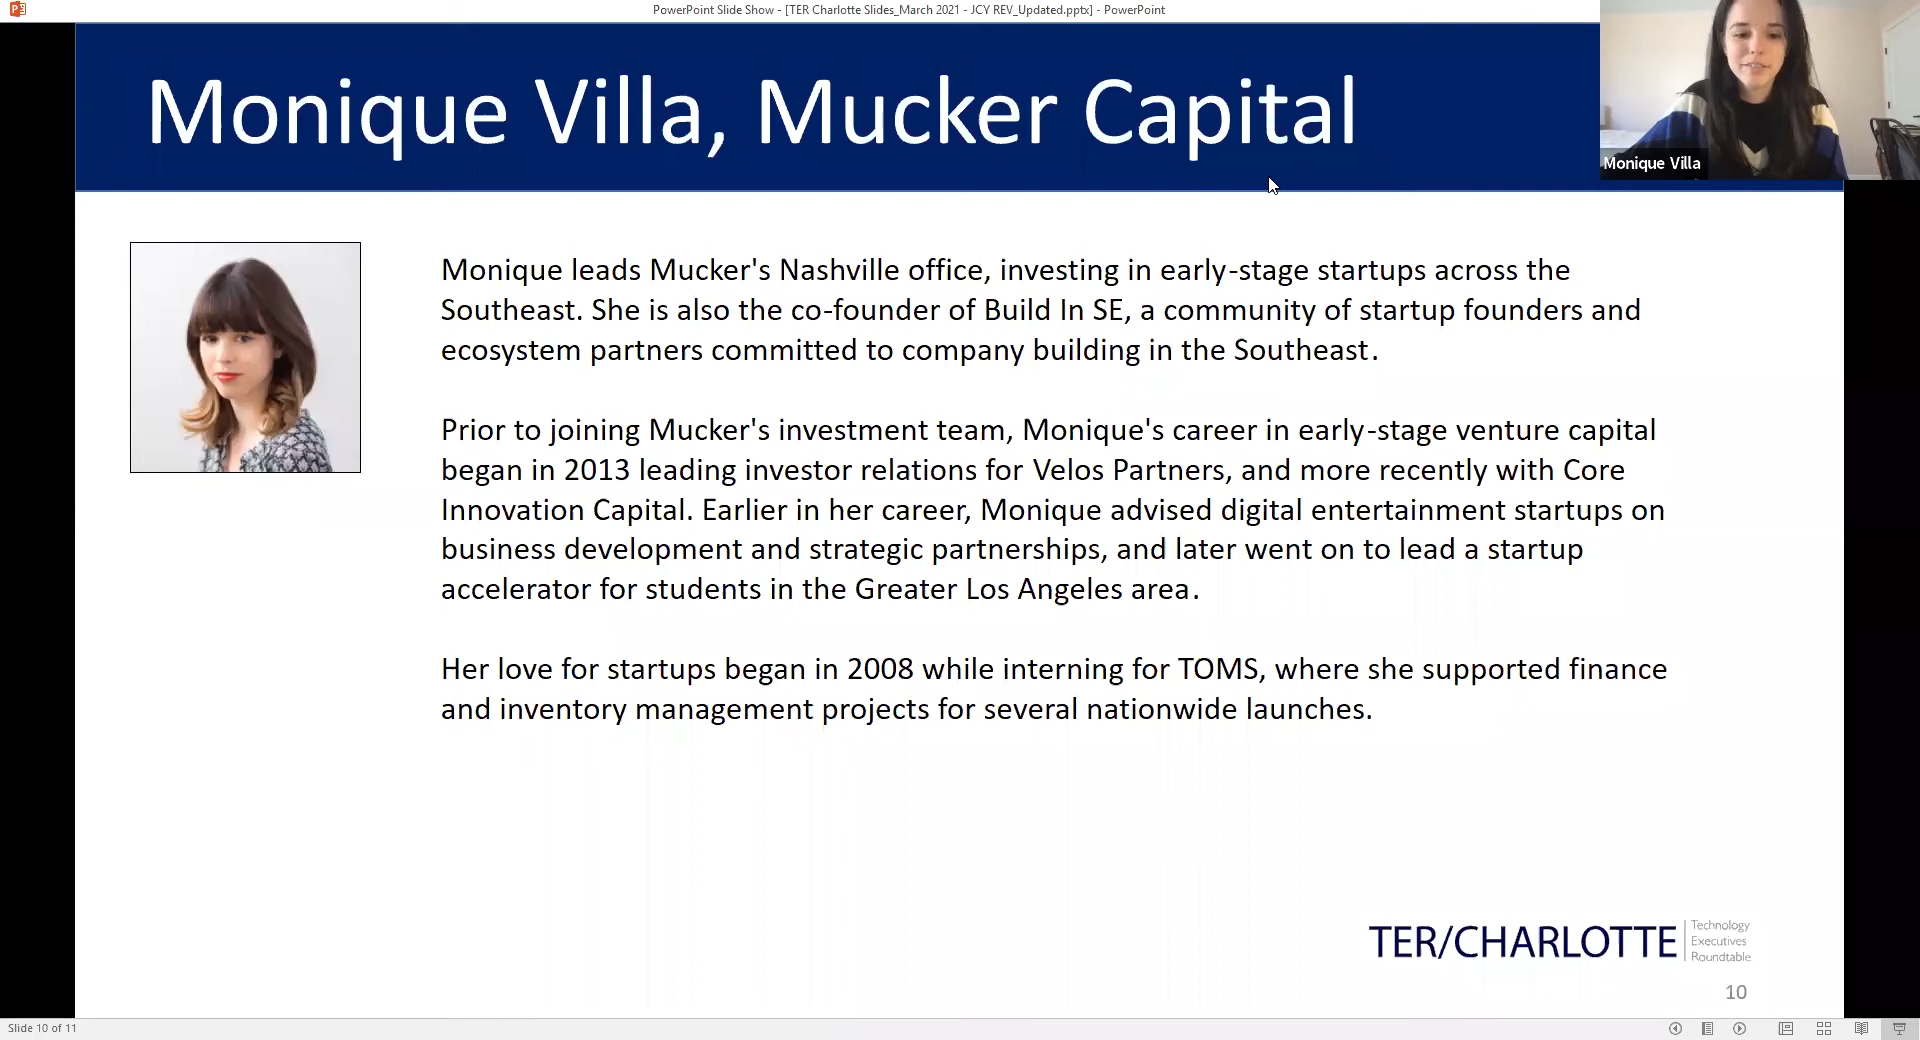 PowerPoint Slide Show - [TER Charlotte Slides_March 2021 - JCY REV_Updated.pptx] - PowerPoint
Monique Villa, Mucker Capital
Monique Villa
Monique leads Mucker's Nashville office, investing in early-stage startups across the
Southeast. She is also the co-founder of Build In SE, a community of startup founders and
ecosystem partners committed to company building in the Southeast.
Prior to joining Mucker's investment team, Monique's career in early-stage venture capital
began in 2013 leading investor relations for Velos Partners, and more recently with Core
Innovation Capital. Earlier in her career, Monique advised digital entertainment startups on
business development and strategic partnerships, and later went on to lead a startup
accelerator for students in the Greater Los Angeles area.
Her love for startups began in 2008 while interning for TOMS, where she supported finance
and inventory management projects for several nationwide launches.
TER/CHARLOTTE
Technology
Executives
Roundtable
10
Slide 10 of 11